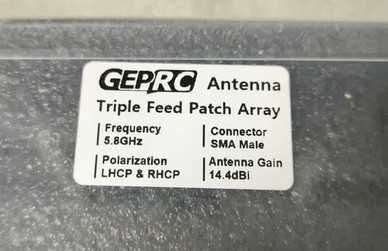 GEPRC Antenna
Triple Feed Patch Array
Frequency
5.8GHz
Connector
SMA Male
Polarization
LHCP & RHCP
Antenna Gain
14.4dBi